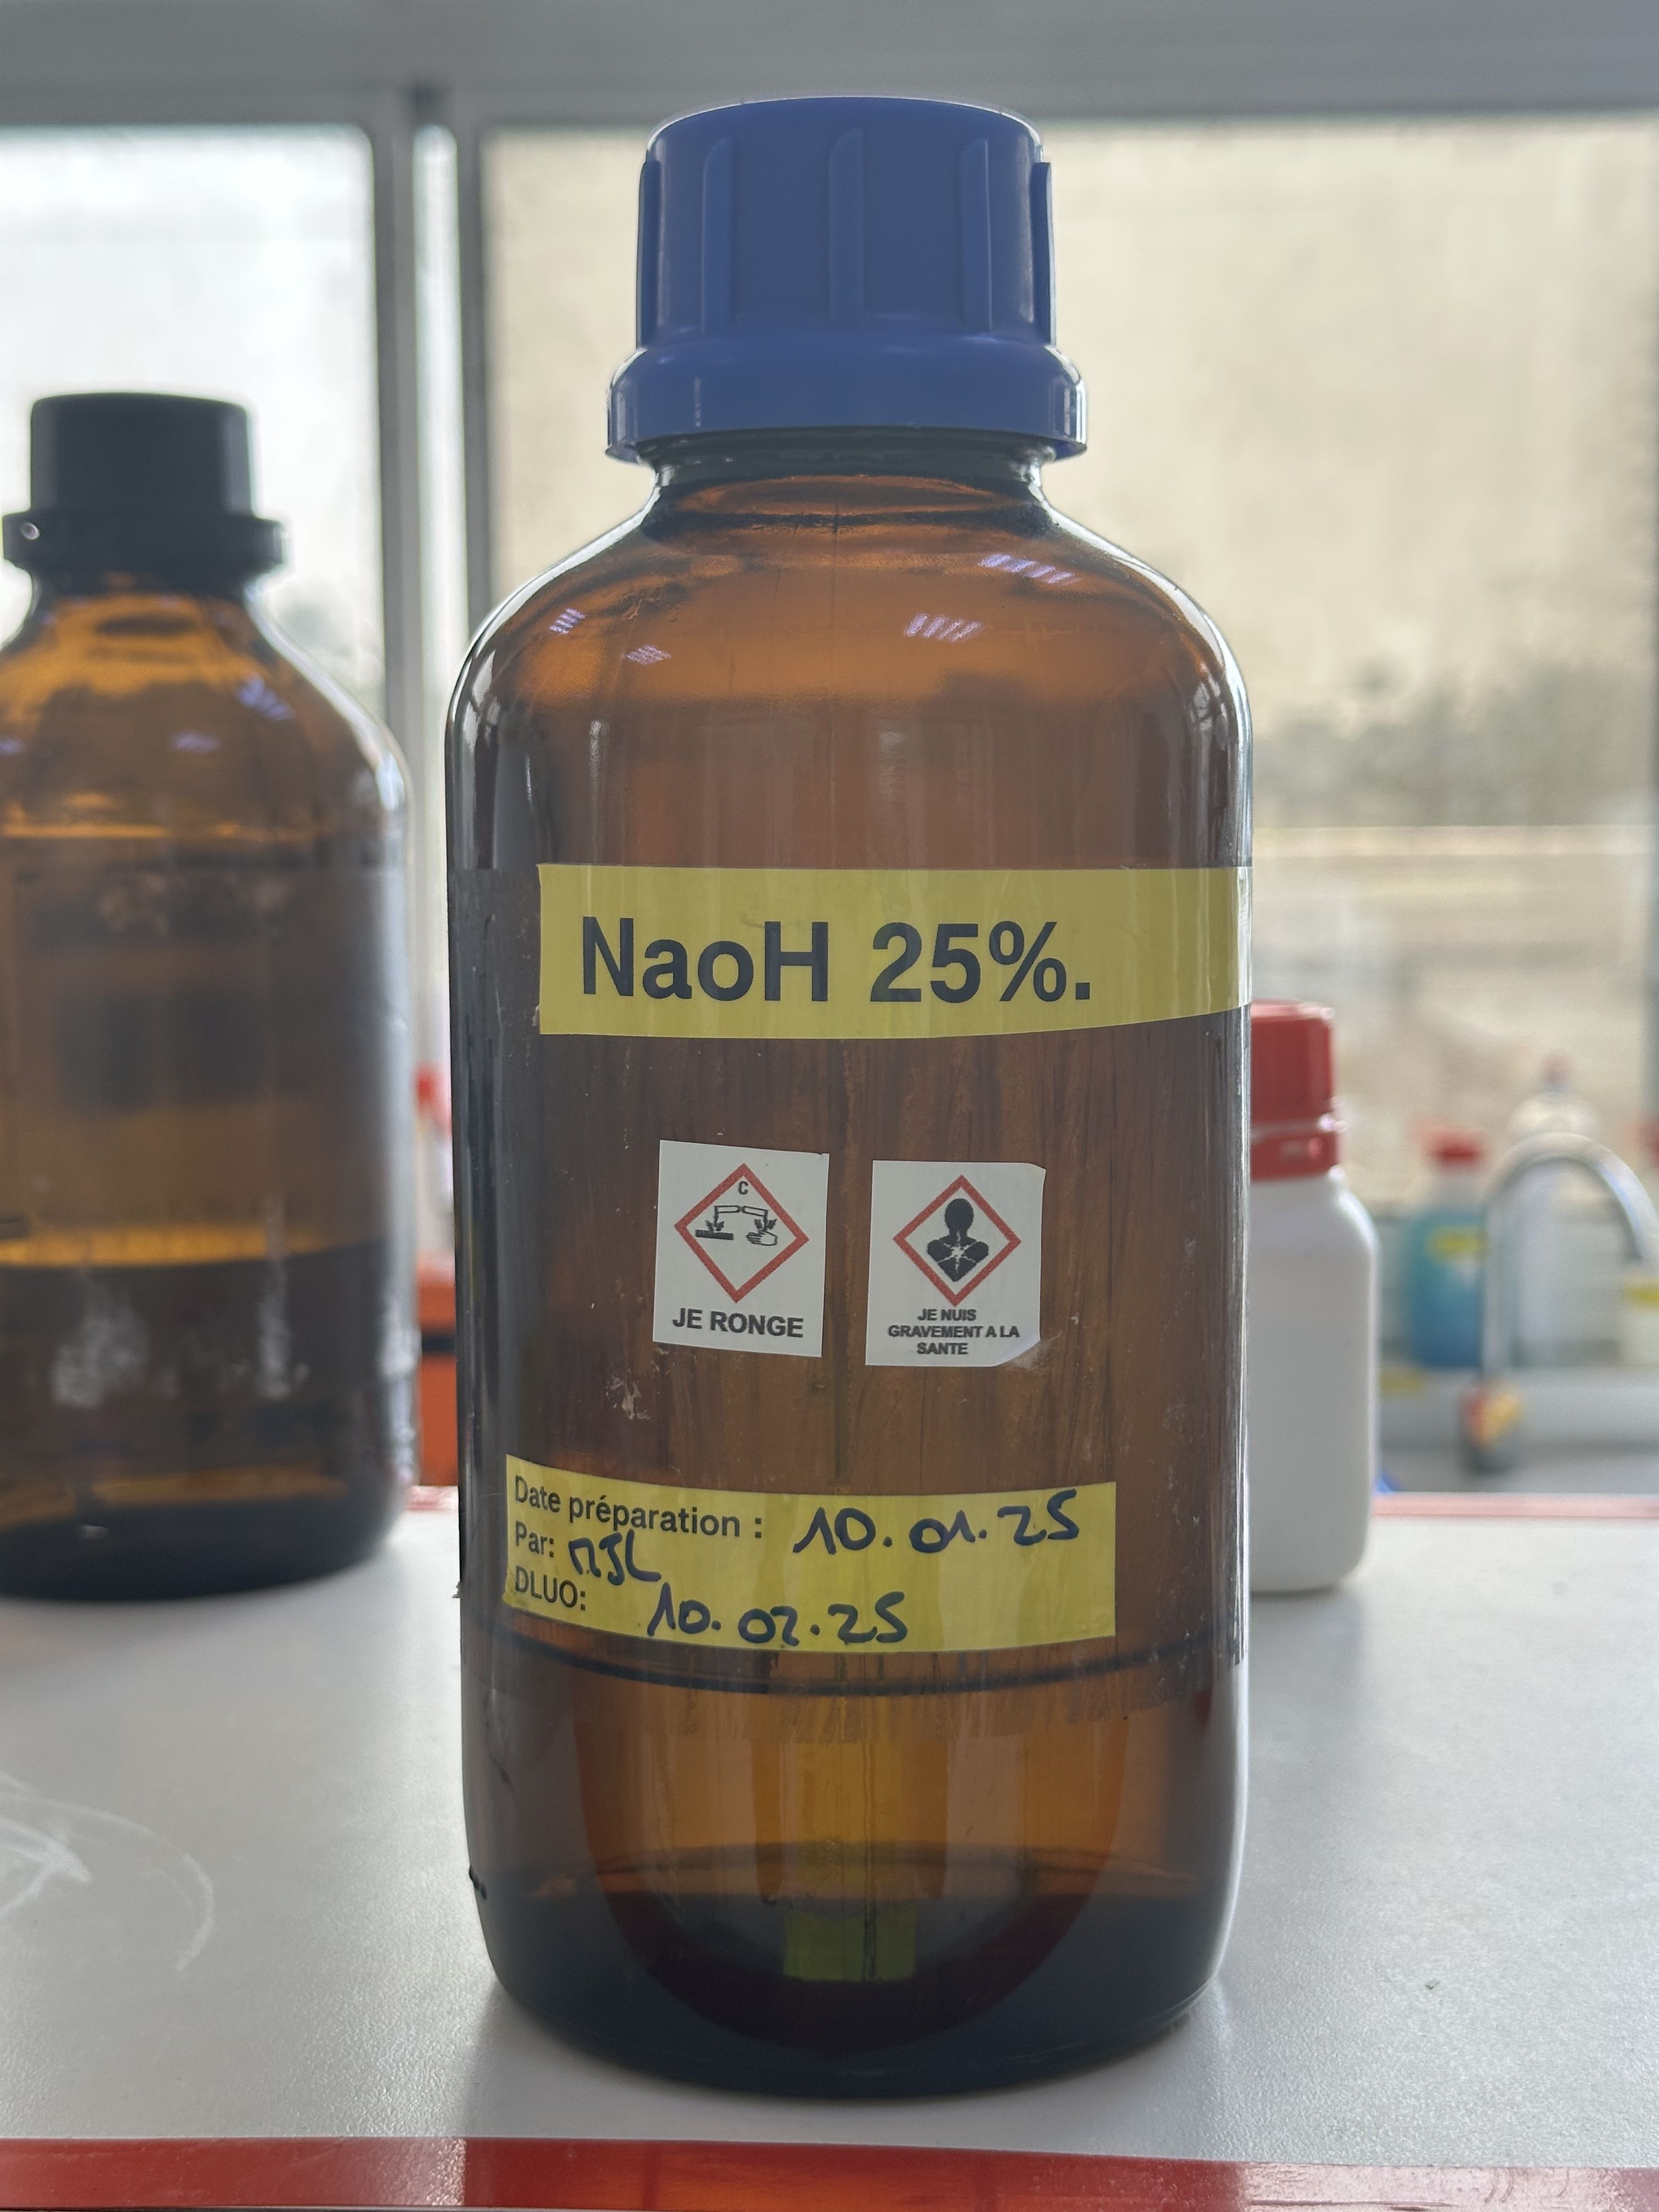 NaoH 25%.
C
JE RONGE
JE NUIS
GRAVEMENT A LA
SANTE
Date préparation : 10.01.25
Par: MJL
DLUO: 10.02.25